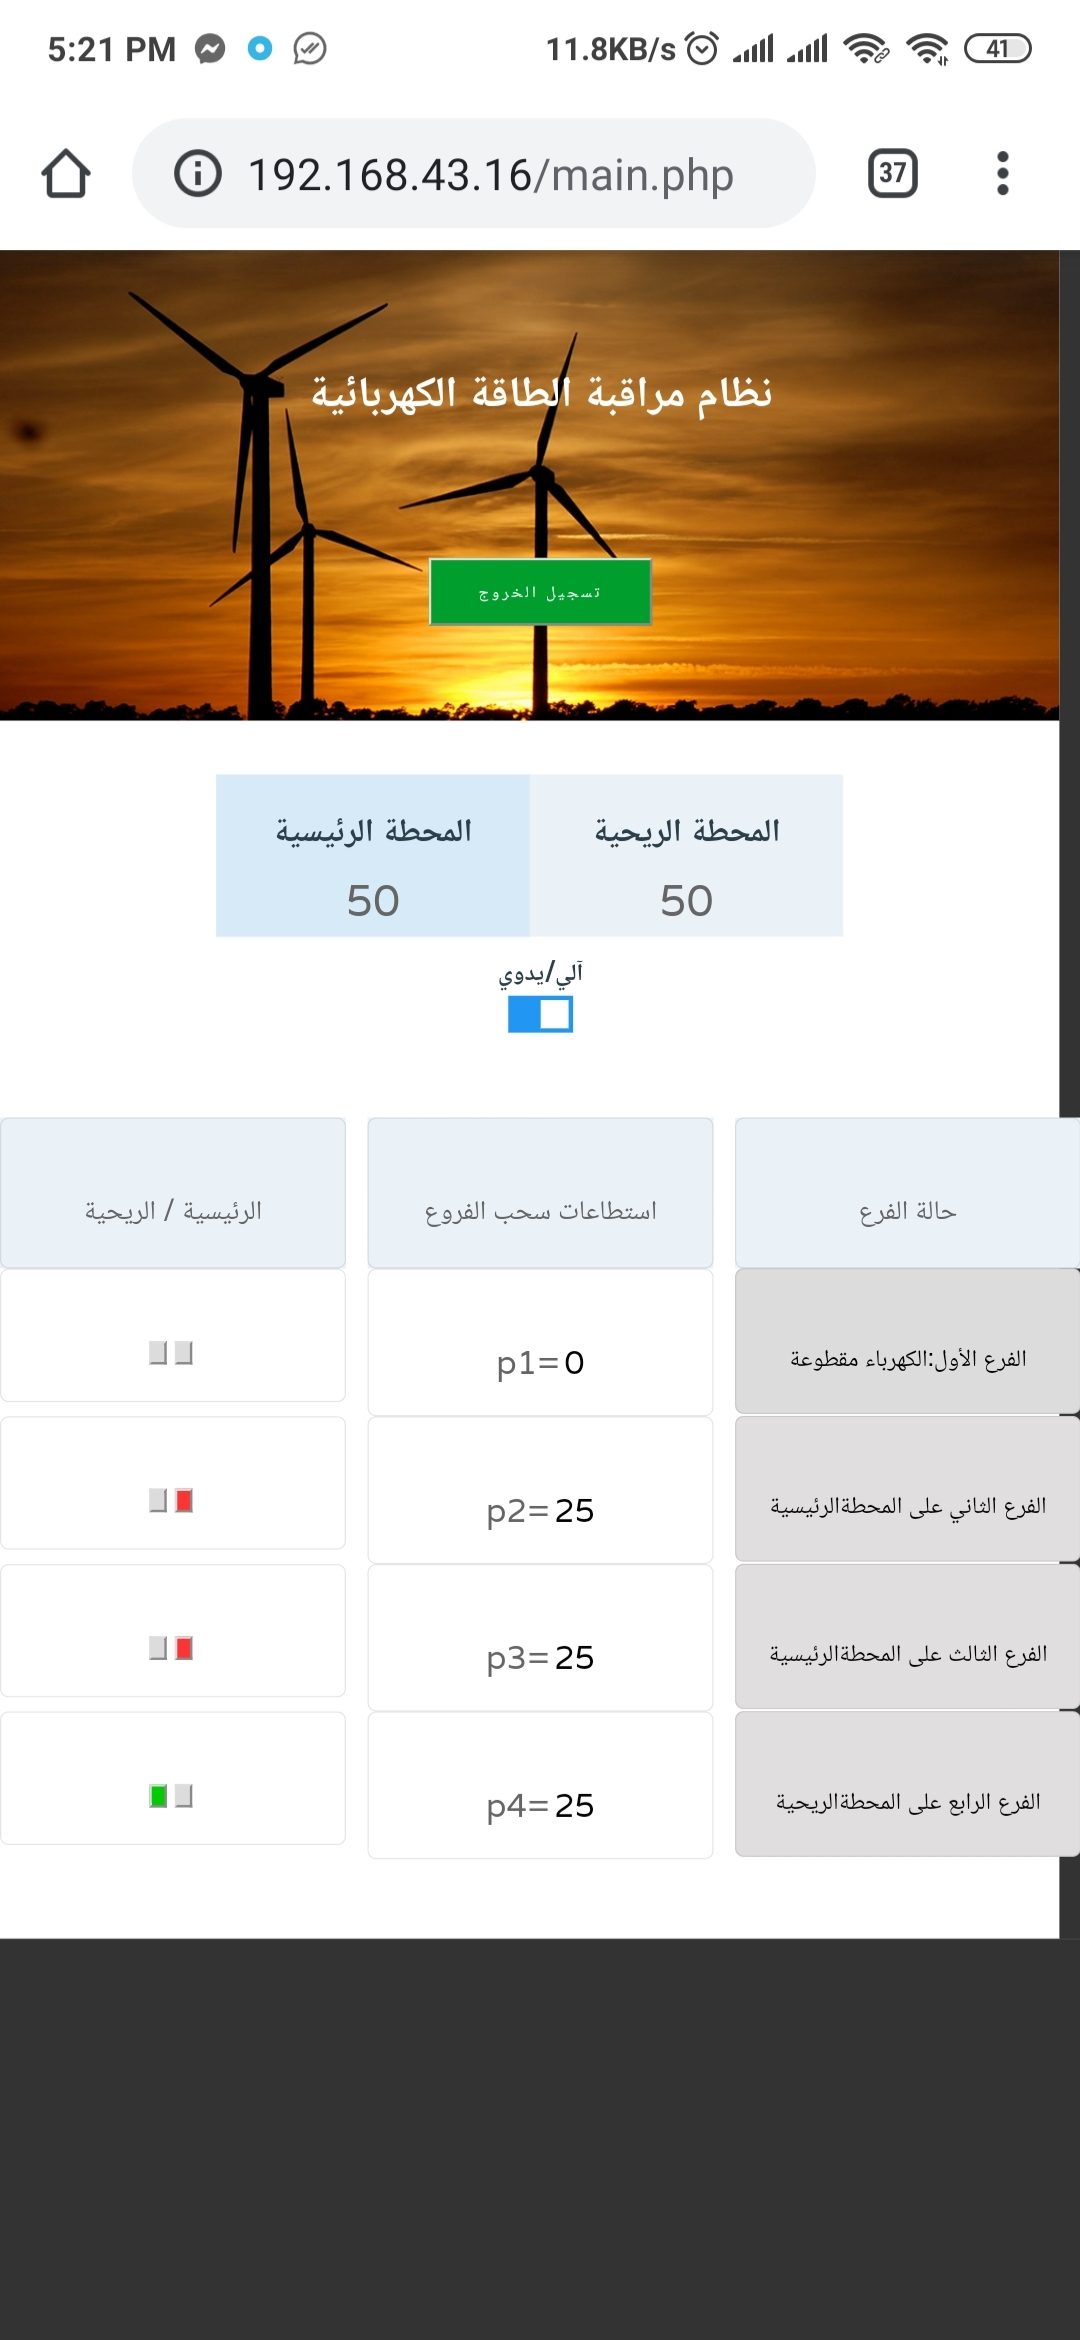 5:21 PM 11.8KB/s 41
192.168.43.16/main.php 37
نظام مراقبة الطاقة الكهربائية
تسجيل الخروج
المحطة الريحية المحطة الرئيسية
50 50
آلي/يدوي
حالة الفرع استطاعات سحب الفروع الرئيسية / الريحية
الفرع الأول:الكهرباء مقطوعة p1=0
الفرع الثاني على المحطةالرئيسية p2=25
الفرع الثالث على المحطةالرئيسية p3=25
الفرع الرابع على المحطةالريحية p4=25